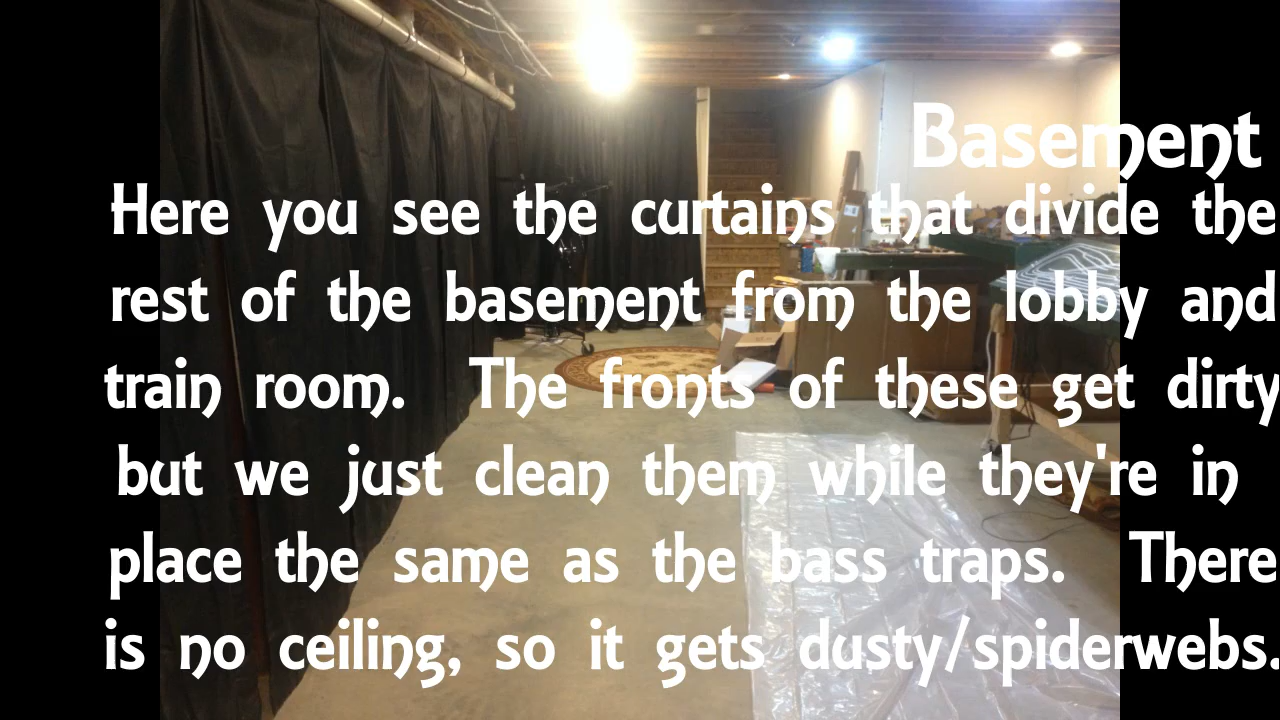 Basement
Here you see the curtains that divide the
rest of the basement from the lobby and
train room. The fronts of these get dirty
but we just clean them while they're in
place the same as the bass traps. There
is no ceiling, so it gets dusty/spiderwebs.